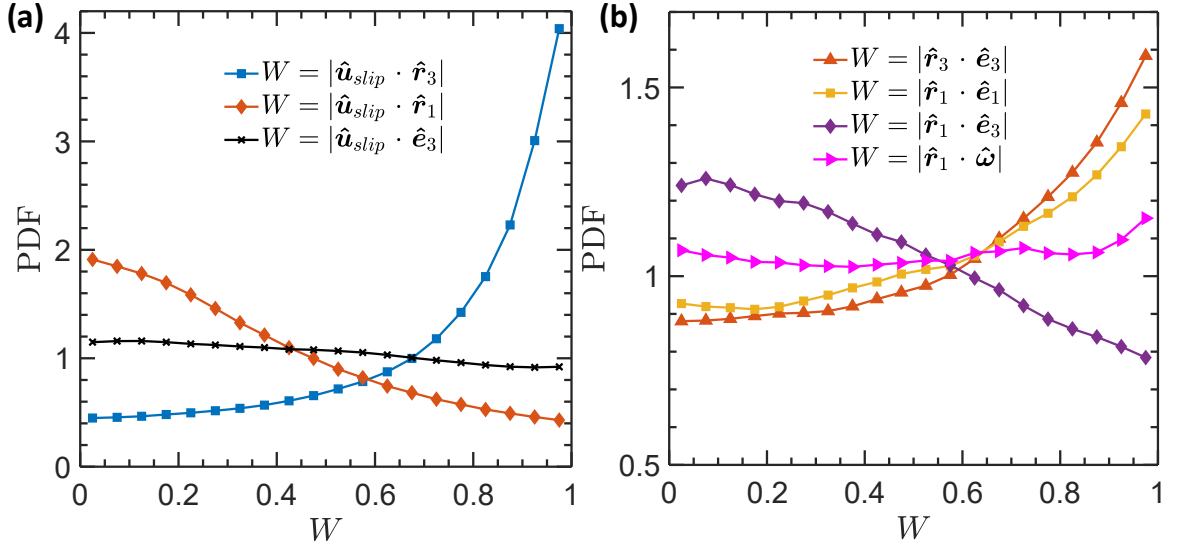 (a)
4
3
2
1
0
PDF
W = |û_slip · r̂_3|
W = |û_slip · r̂_1|
W = |û_slip · ê_3|
0 0.2 0.4 0.6 0.8 1
W
(b)
1.5
1
0.5
PDF
W = |r̂_3 · ê_3|
W = |r̂_1 · ê_1|
W = |r̂_1 · ê_3|
W = |r̂_1 · ω̂|
0 0.2 0.4 0.6 0.8 1
W